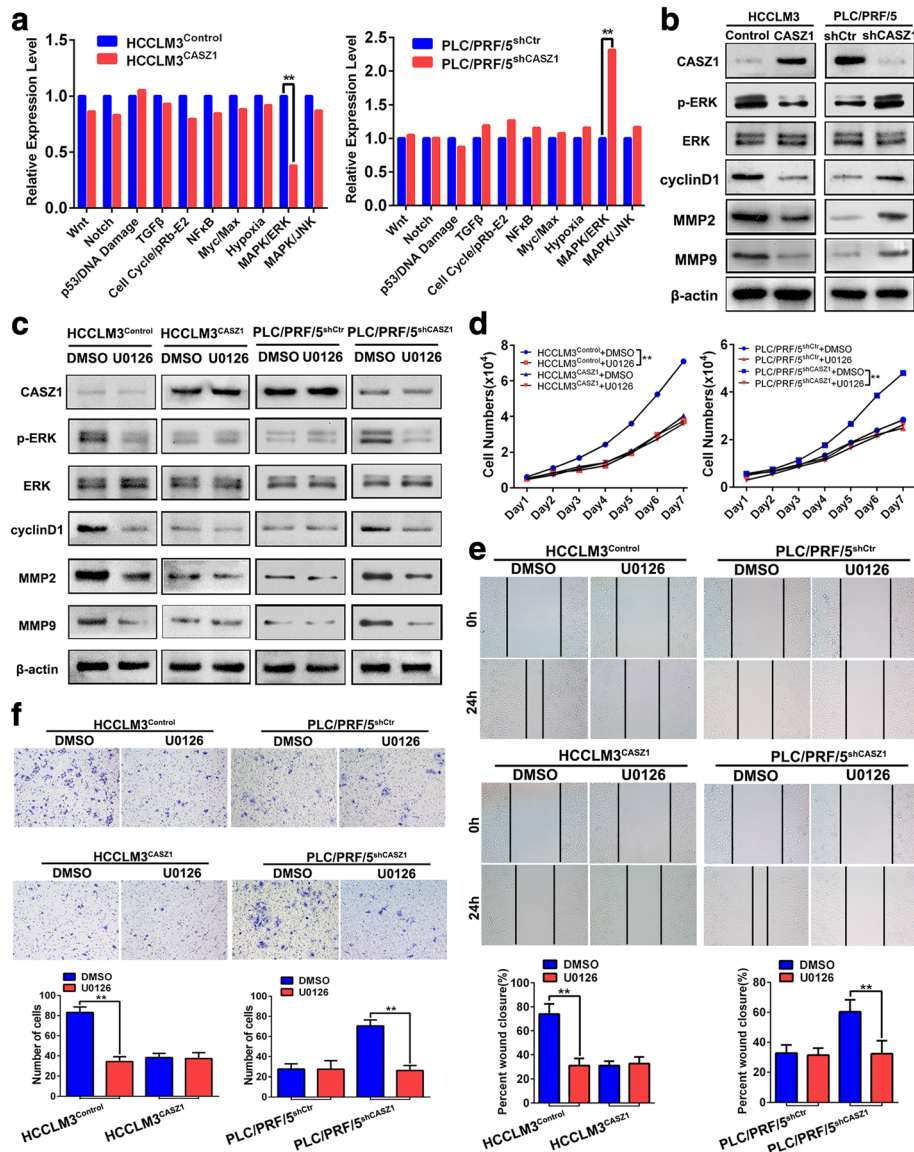 a
HCCLM3Control
HCCLM3CASZ1
Relative Expression Level
1.5
1.0
0.5
0.0
**
Wnt
Notch
p53/DNA Damage
TGFβ
Cell Cycle/pRb-E2
NFκB
Myc/Max
Hypoxia
MAPK/ERK
MAPK/JNK
PLC/PRF/5shCtr
PLC/PRF/5shCASZ1
Relative Expression Level
2.5
2.0
1.5
1.0
0.5
0.0
**
Wnt
Notch
p53/DNA Damage
TGFβ
Cell Cycle/pRb-E2
NFκB
Myc/Max
Hypoxia
MAPK/ERK
MAPK/JNK
b
HCCLM3 PLC/PRF/5
Control CASZ1 shCtr shCASZ1
CASZ1
p-ERK
ERK
cyclinD1
MMP2
MMP9
β-actin
c
HCCLM3Control HCCLM3CASZ1 PLC/PRF/5shCtr PLC/PRF/5shCASZ1
DMSO U0126 DMSO U0126 DMSO U0126 DMSO U0126
CASZ1
p-ERK
ERK
cyclinD1
MMP2
MMP9
β-actin
d
HCCLM3Control+DMSO
HCCLM3Control+U0126
HCCLM3CASZ1+DMSO
HCCLM3CASZ1+U0126
**
Cell Numbers(x10⁴)
8
6
4
2
0
Day1 Day2 Day3 Day4 Day5 Day6 Day7
PLC/PRF/5shCtr+DMSO
PLC/PRF/5shCtr+U0126
PLC/PRF/5shCASZ1+DMSO
PLC/PRF/5shCASZ1+U0126
**
Cell Numbers(x10⁴)
6
4
2
0
Day1 Day2 Day3 Day4 Day5 Day6 Day7
e
HCCLM3Control PLC/PRF/5shCtr
DMSO U0126 DMSO U0126
0h
24h
HCCLM3CASZ1 PLC/PRF/5shCASZ1
DMSO U0126 DMSO U0126
0h
24h
DMSO
U0126
Percent wound closure(%)
100
80
60
40
20
0
**
HCCLM3Control
HCCLM3CASZ1
DMSO
U0126
Percent wound closure(%)
80
60
40
20
0
**
PLC/PRF/5shCtr
PLC/PRF/5shCASZ1
f
HCCLM3Control PLC/PRF/5shCtr
DMSO U0126 DMSO U0126
HCCLM3CASZ1 PLC/PRF/5shCASZ1
DMSO U0126 DMSO U0126
DMSO
U0126
Number of cells
100
80
60
40
20
0
**
HCCLM3Control
HCCLM3CASZ1
DMSO
U0126
Number of cells
100
80
60
40
20
0
**
PLC/PRF/5shCtr
PLC/PRF/5shCASZ1